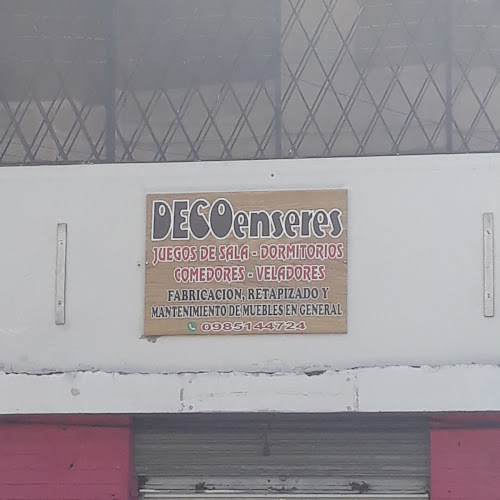 DECOenseres
JUEGOS DE SALA - DORMITORIOS
COMEDORES - VELADORES
FABRICACION, RETAPIZADO Y
MANTENIMIENTO DE MUEBLES EN GENERAL
0985144724